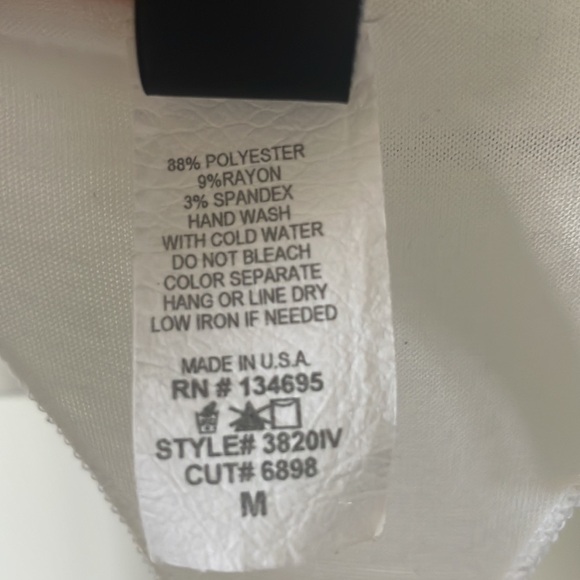 88% POLYESTER
9%RAYON
3% SPANDEX
HAND WASH
WITH COLD WATER
DO NOT BLEACH
COLOR SEPARATE
HANG OR LINE DRY
LOW IRON IF NEEDED
MADE IN U.S.A.
RN # 134695
STYLE# 3820IV
CUT# 6898
M